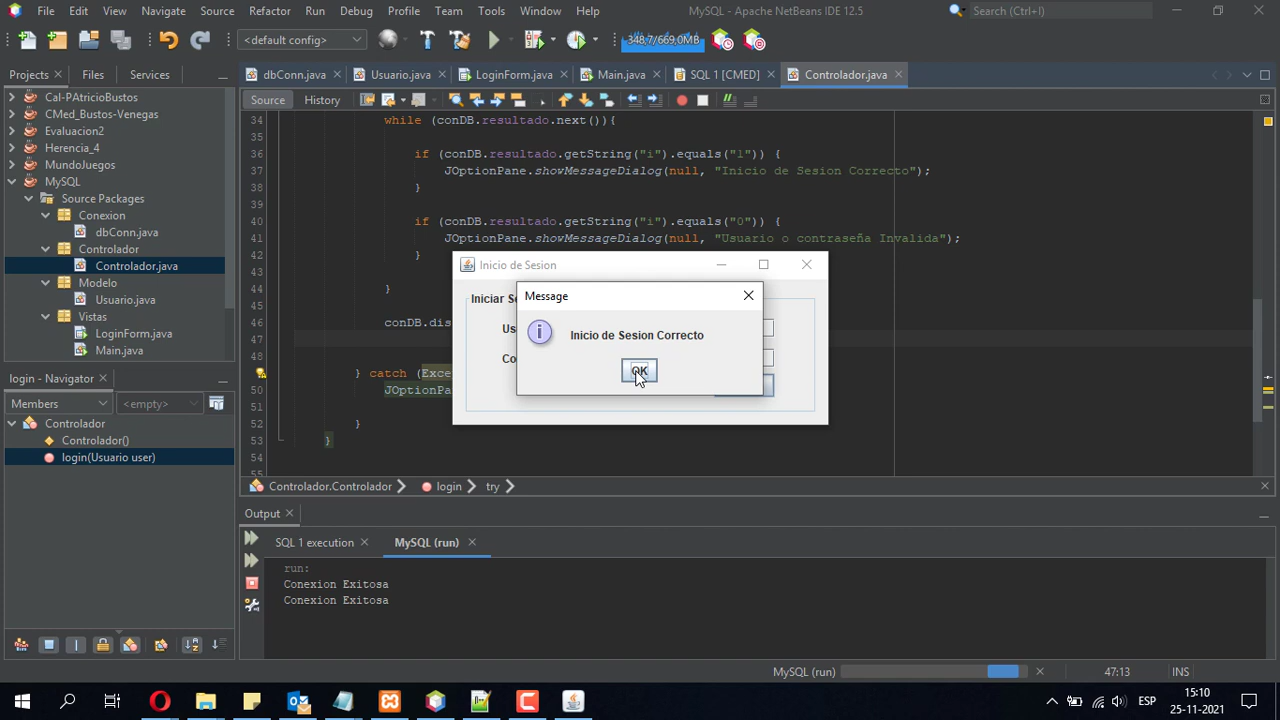 File Edit View Navigate Source Refactor Run Debug Profile Team Tools Window Help MySQL - Apache NetBeans IDE 12.5 Search (Ctrl+I)
<default config> 348,7/669,0MB
Projects Files Services
dbConn.java Usuario.java LoginForm.java Main.java SQL 1 [CMED] Controlador.java
Source History
Cal-PAtricioBustos
CMed_Bustos-Venegas
Evaluacion2
Herencia_4
MundoJuegos
MySQL
Source Packages
Conexion
dbConn.java
Controlador
Controlador.java
Modelo
Usuario.java
Vistas
LoginForm.java
Main.java
34 while (conDB.resultado.next()){
35
36 if (conDB.resultado.getString("i").equals("1")) {
37 JOptionPane.showMessageDialog(null, "Inicio de Sesion Correcto");
38 }
39
40 if (conDB.resultado.getString("i").equals("0")) {
41 JOptionPane.showMessageDialog(null, "Usuario o contraseña Invalida");
42 }
43
44 }
45
46 conDB.dis
47
48
} catch (Exce
50 JOptionPa
51
52 }
53 }
54
55
Inicio de Sesion
Iniciar Se
Us
Co
Message
Inicio de Sesion Correcto
OK
login - Navigator
Members <empty>
Controlador
Controlador()
login(Usuario user)
Controlador.Controlador login try
Output
SQL 1 execution MySQL (run)
run:
Conexion Exitosa
Conexion Exitosa
MySQL (run) 47:13 INS
ESP 15:10
25-11-2021